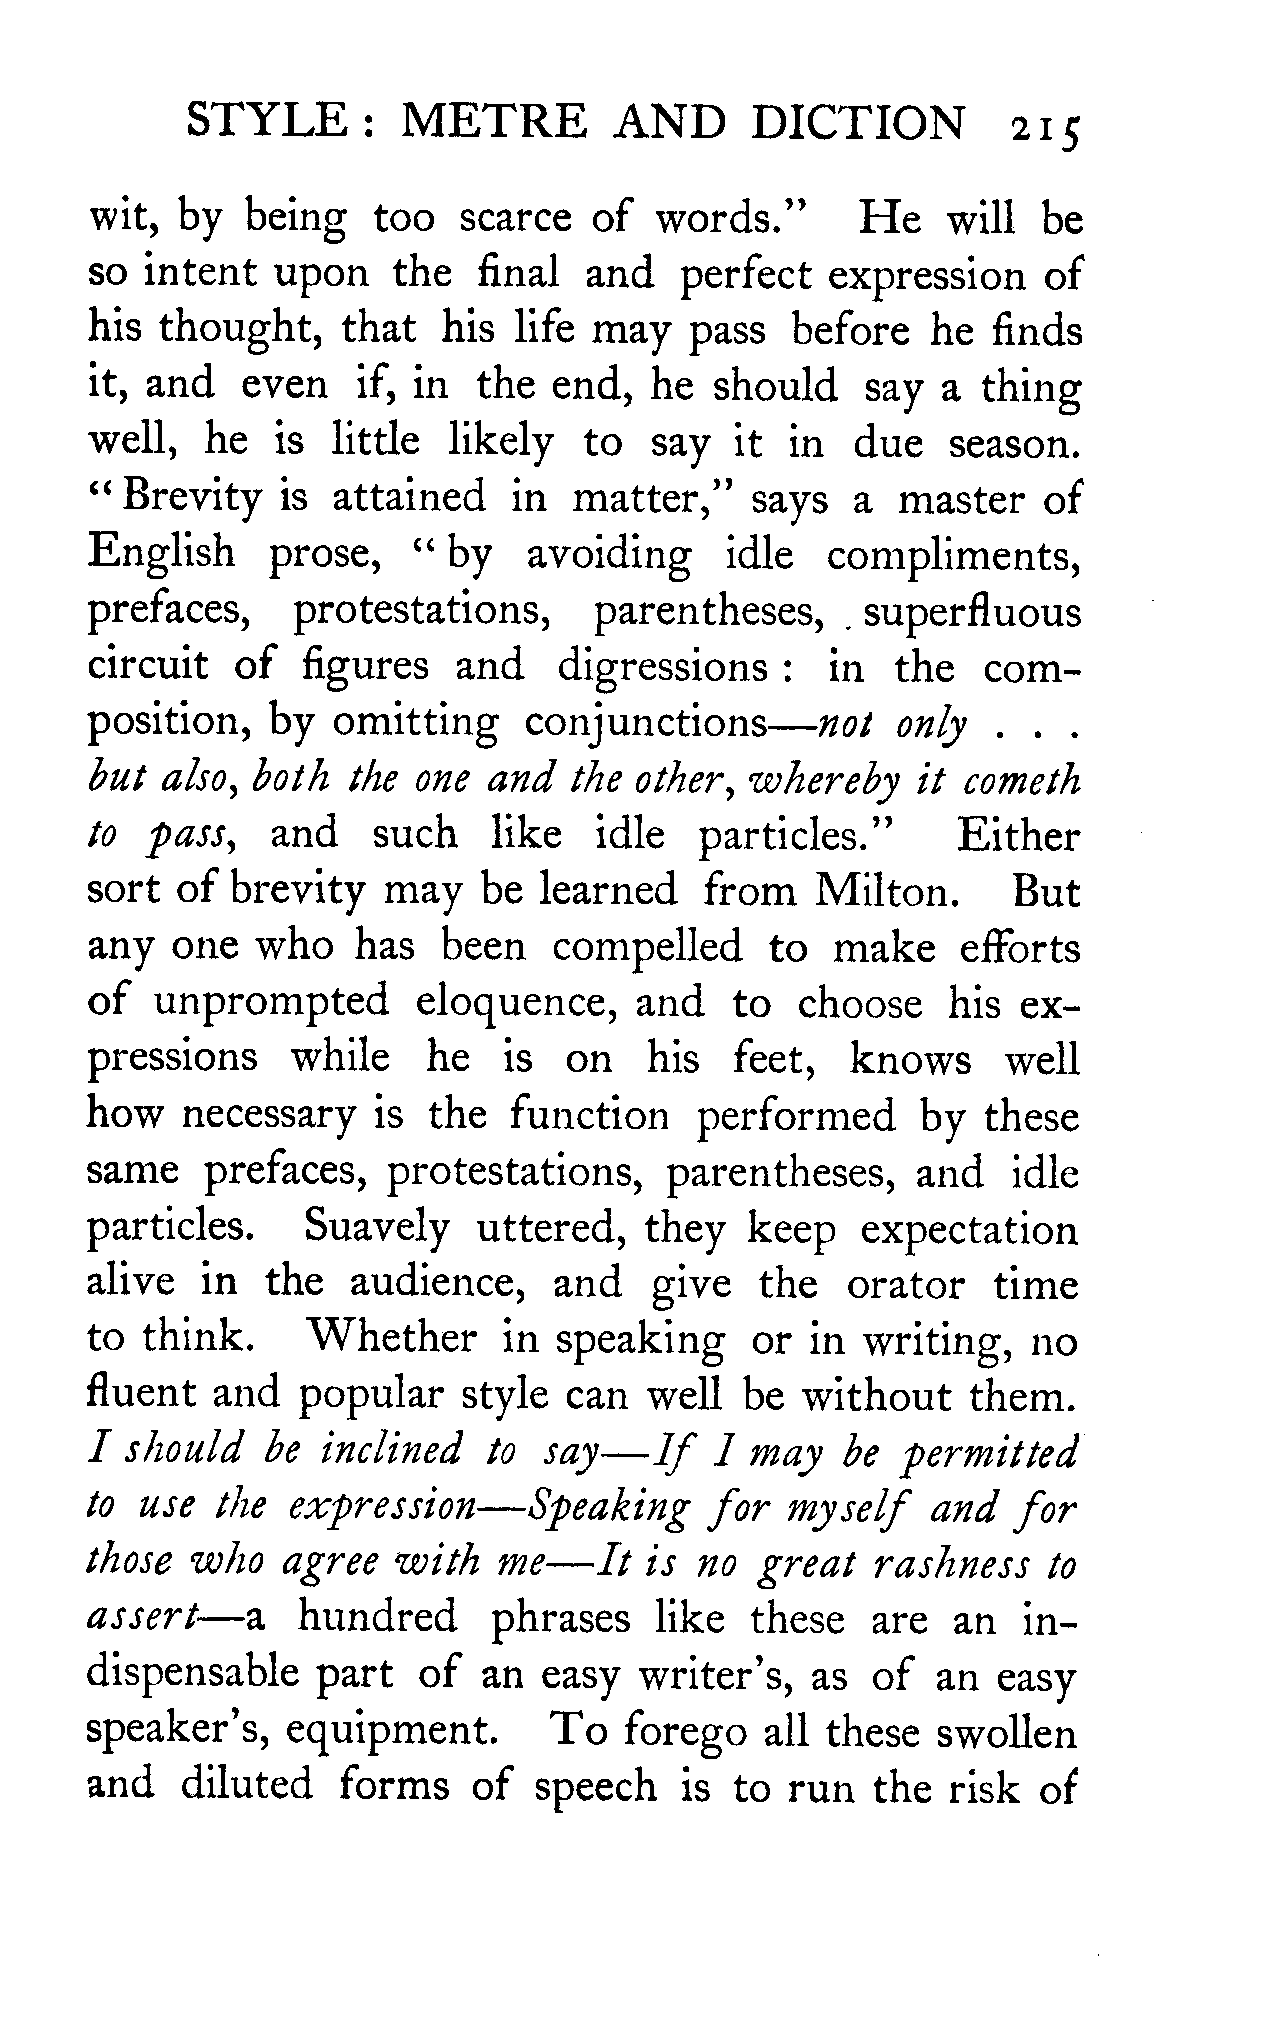 STYLE : METRE AND DICTION 215
wit, by being too scarce of words." He will be
so intent upon the final and perfect expression of
his thought, that his life may pass before he finds
it, and even if, in the end, he should say a thing
well, he is little likely to say it in due season.
" Brevity is attained in matter," says a master of
English prose, " by avoiding idle compliments,
prefaces, protestations, parentheses, . superfluous
circuit of figures and digressions : in the com-
position, by omitting conjunctions—not only . . .
but also, both the one and the other, whereby it cometh
to pass, and such like idle particles." Either
sort of brevity may be learned from Milton. But
any one who has been compelled to make efforts
of unprompted eloquence, and to choose his ex-
pressions while he is on his feet, knows well
how necessary is the function performed by these
same prefaces, protestations, parentheses, and idle
particles. Suavely uttered, they keep expectation
alive in the audience, and give the orator time
to think. Whether in speaking or in writing, no
fluent and popular style can well be without them.
I should be inclined to say—If I may be permitted
to use the expression—Speaking for myself and for
those who agree with me—It is no great rashness to
assert—a hundred phrases like these are an in-
dispensable part of an easy writer's, as of an easy
speaker's, equipment. To forego all these swollen
and diluted forms of speech is to run the risk of